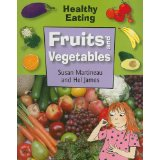 Healthy
Eating
Fruits and
Vegetables
Susan Martineau
and Hel James